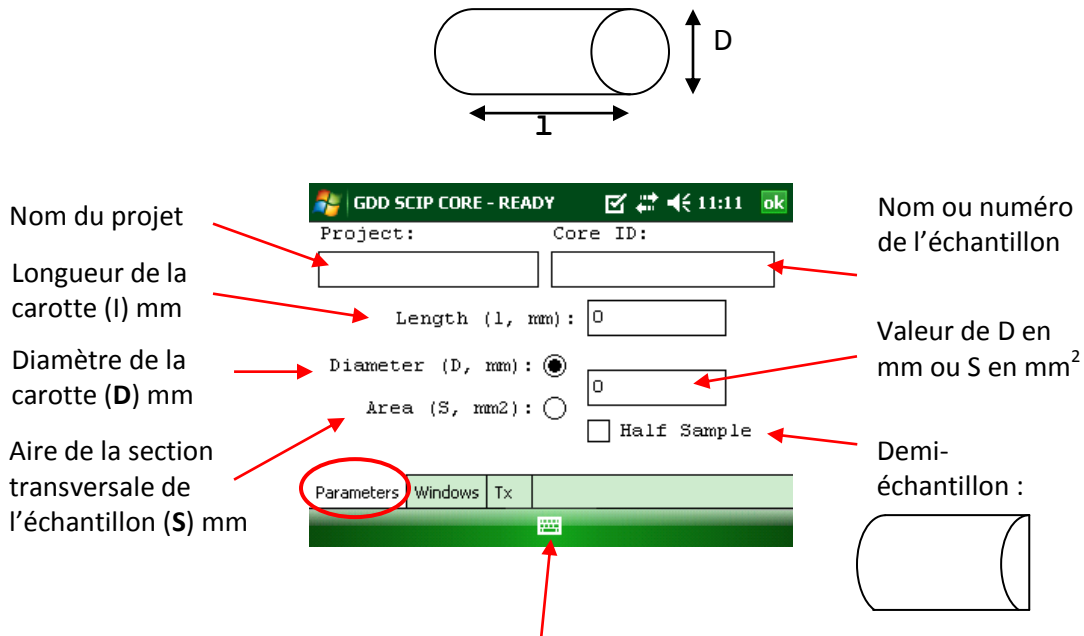 D
l
Nom du projet
Longueur de la
carotte (I) mm
Diamètre de la
carotte (D) mm
Aire de la section
transversale de
l’échantillon (S) mm
GDD SCIP CORE - READY 11:11 ok
Project: Core ID:
Length (l, mm): 0
Diameter (D, mm):
0
Area (S, mm2):
Half Sample
Parameters Windows Tx
Nom ou numéro
de l’échantillon
Valeur de D en
mm ou S en mm²
Demi-
échantillon :